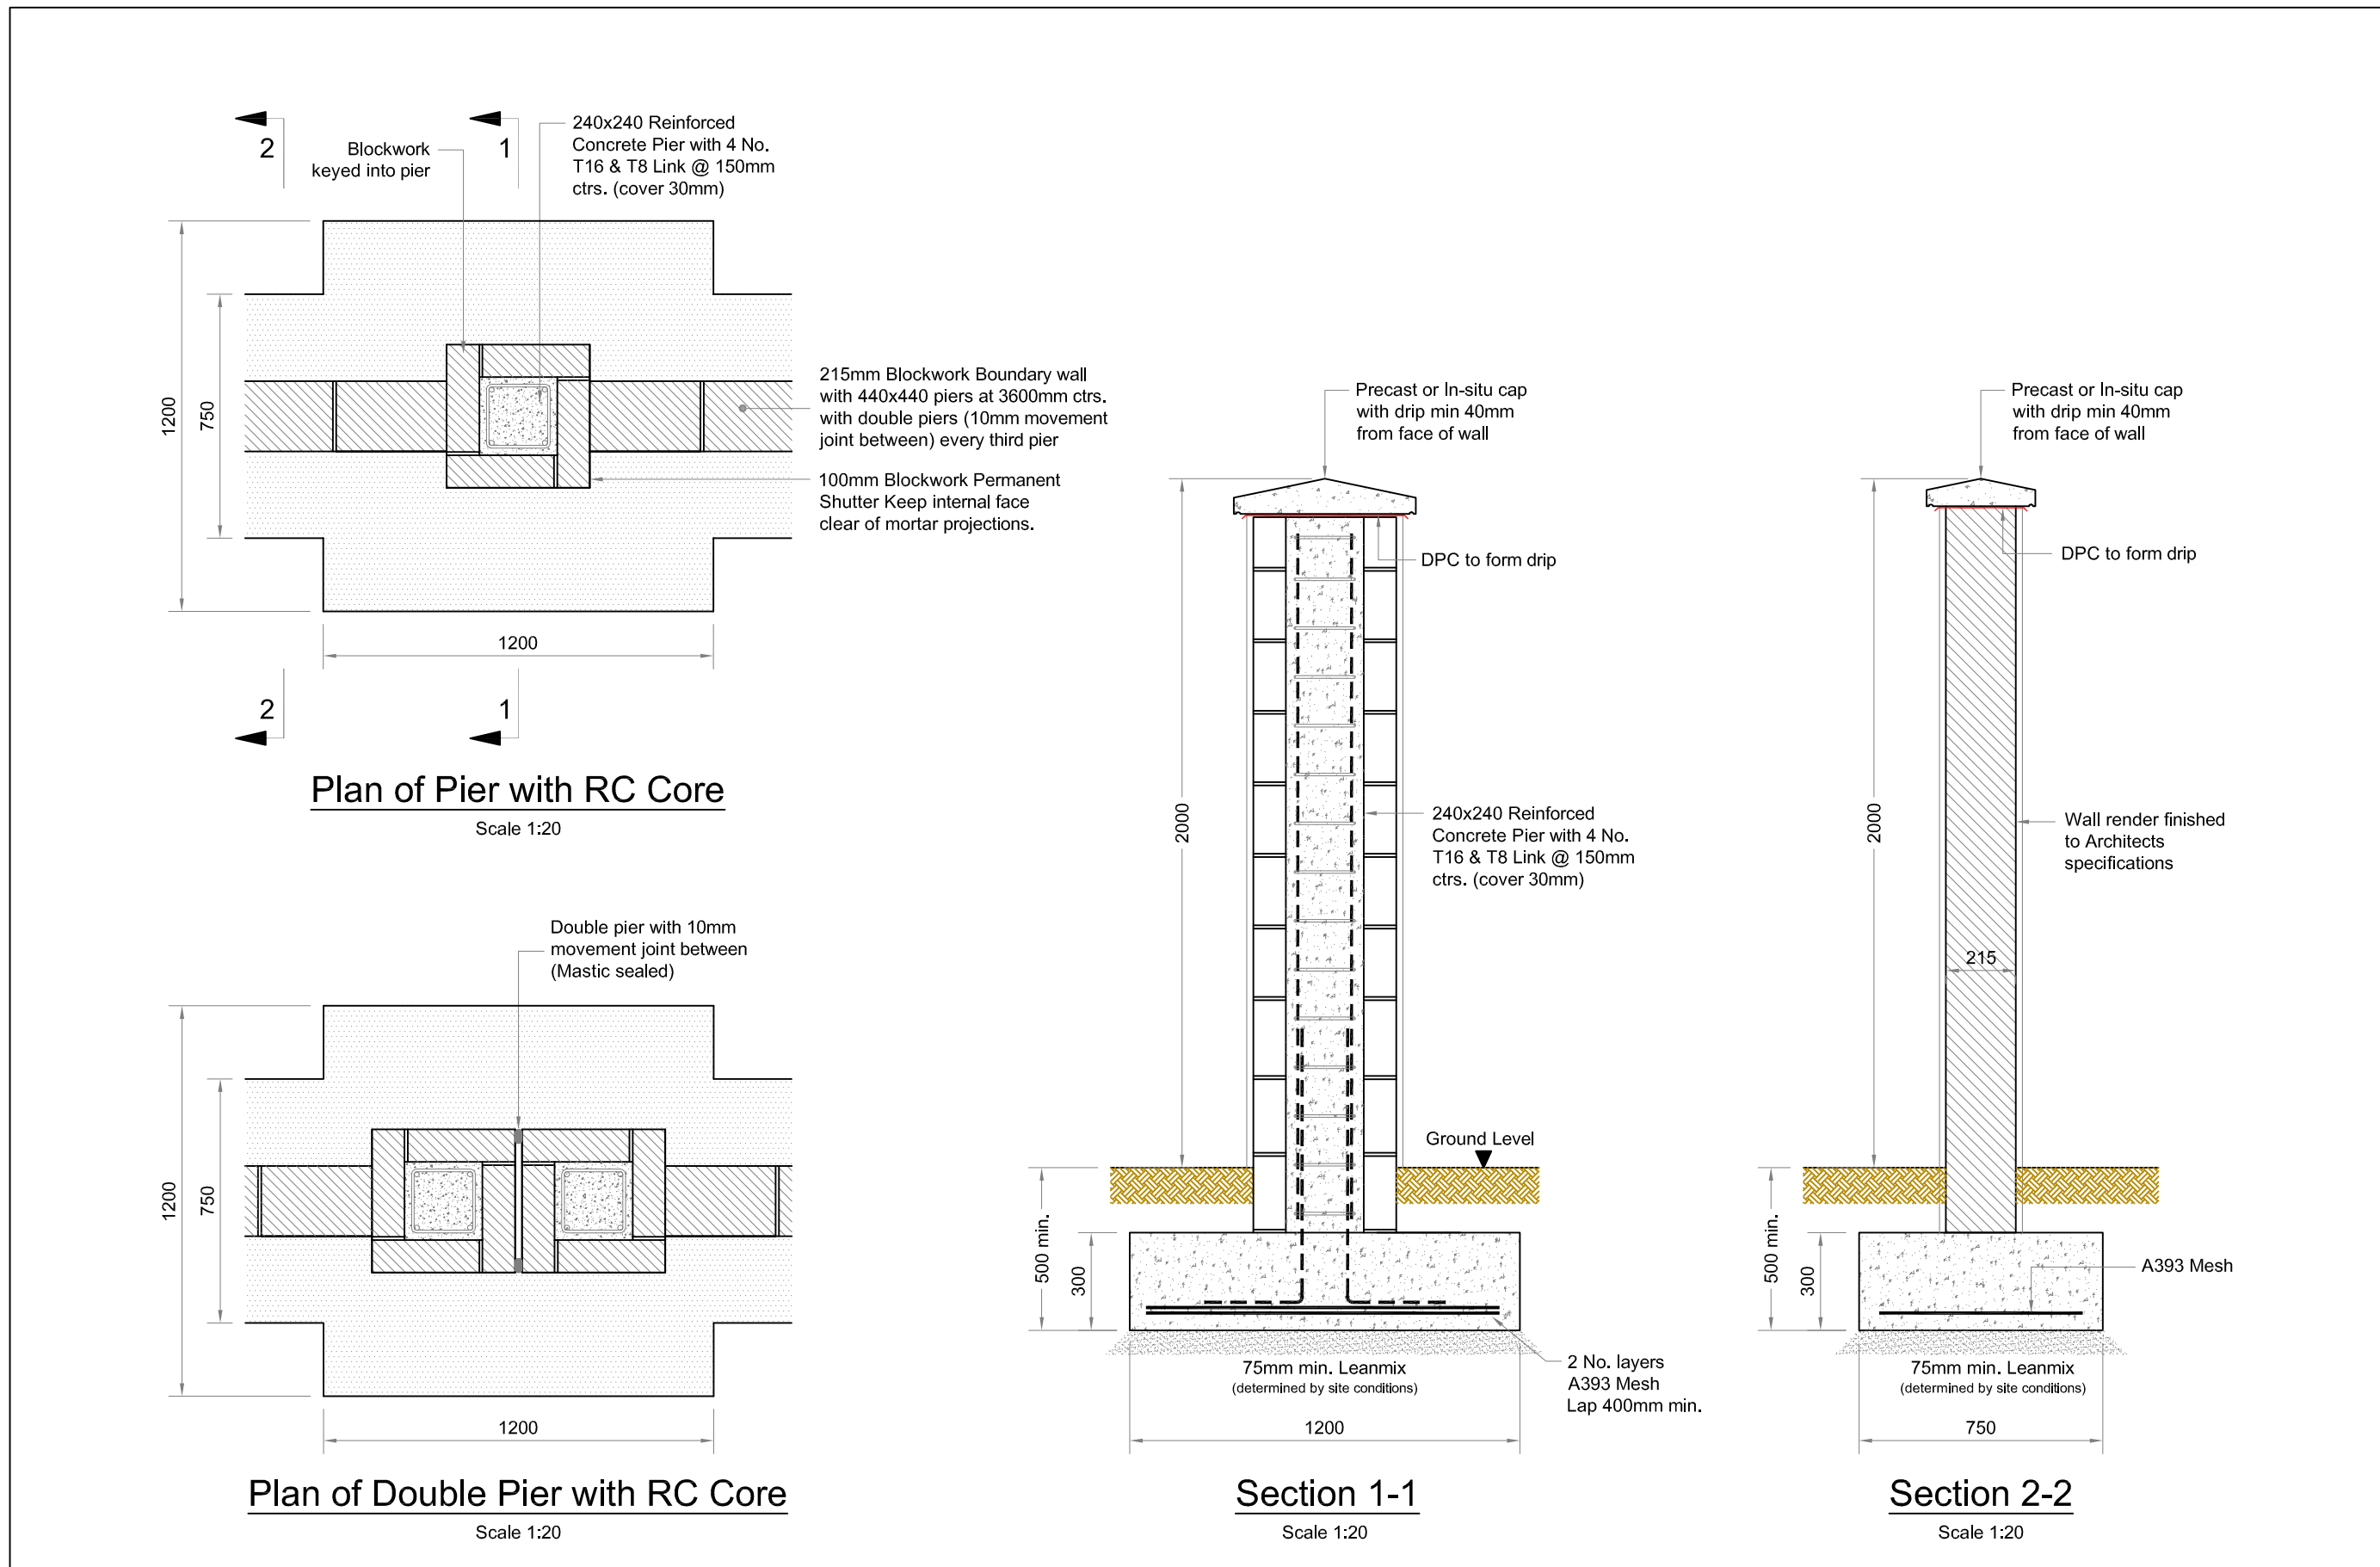 2
1
Blockwork
keyed into pier
240x240 Reinforced
Concrete Pier with 4 No.
T16 & T8 Link @ 150mm
ctrs. (cover 30mm)
1200
750
215mm Blockwork Boundary wall
with 440x440 piers at 3600mm ctrs.
with double piers (10mm movement
joint between) every third pier
100mm Blockwork Permanent
Shutter Keep internal face
clear of mortar projections.
1200
2
1
Plan of Pier with RC Core
Scale 1:20
Double pier with 10mm
movement joint between
(Mastic sealed)
1200
750
1200
Plan of Double Pier with RC Core
Scale 1:20
Precast or In-situ cap
with drip min 40mm
from face of wall
DPC to form drip
2000
240x240 Reinforced
Concrete Pier with 4 No.
T16 & T8 Link @ 150mm
ctrs. (cover 30mm)
Ground Level
500 min.
300
75mm min. Leanmix
(determined by site conditions)
2 No. layers
A393 Mesh
Lap 400mm min.
1200
Section 1-1
Scale 1:20
Precast or In-situ cap
with drip min 40mm
from face of wall
DPC to form drip
2000
Wall render finished
to Architects
specifications
215
500 min.
300
A393 Mesh
75mm min. Leanmix
(determined by site conditions)
750
Section 2-2
Scale 1:20